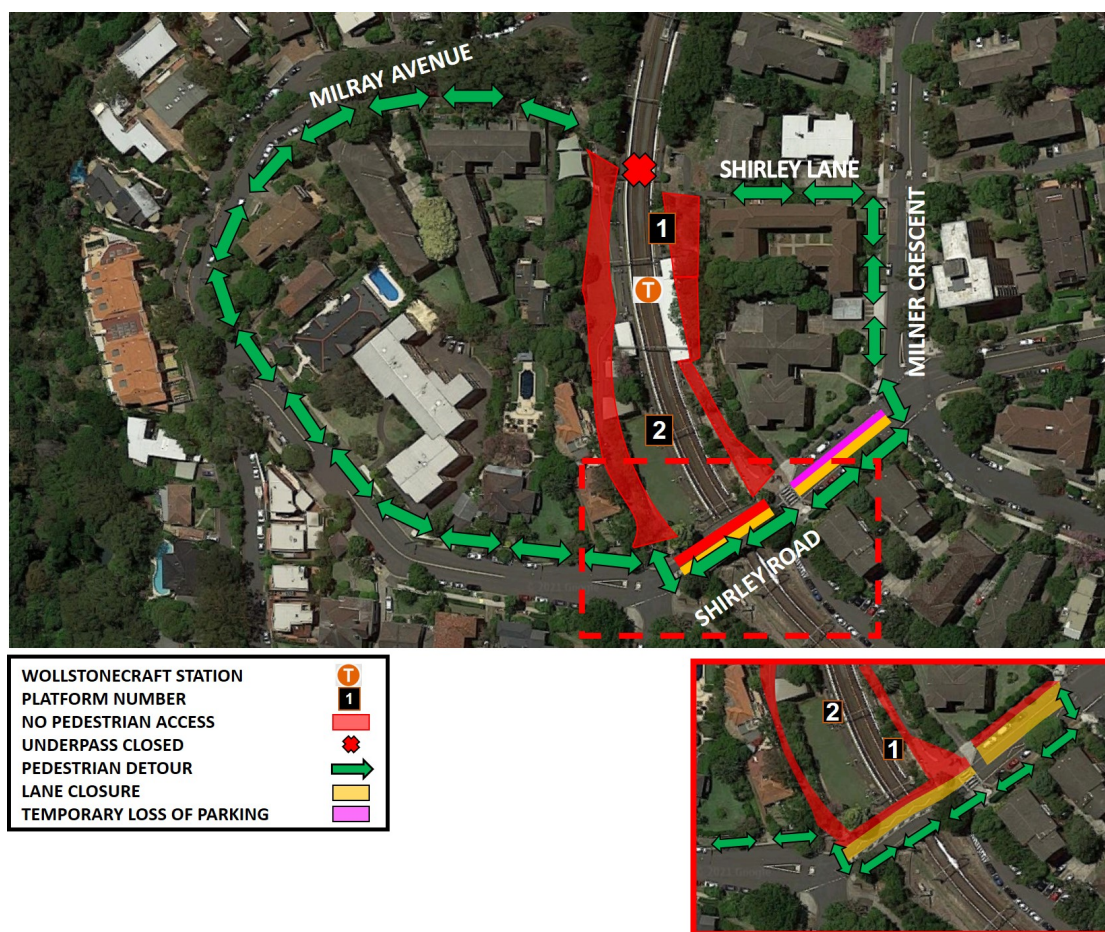 MILRAY AVENUE
SHIRLEY LANE
MILNER CRESCENT
1
T
2
SHIRLEY ROAD
WOLLSTONECRAFT STATION T
PLATFORM NUMBER 1
NO PEDESTRIAN ACCESS
UNDERPASS CLOSED
PEDESTRIAN DETOUR
LANE CLOSURE
TEMPORARY LOSS OF PARKING
2
1